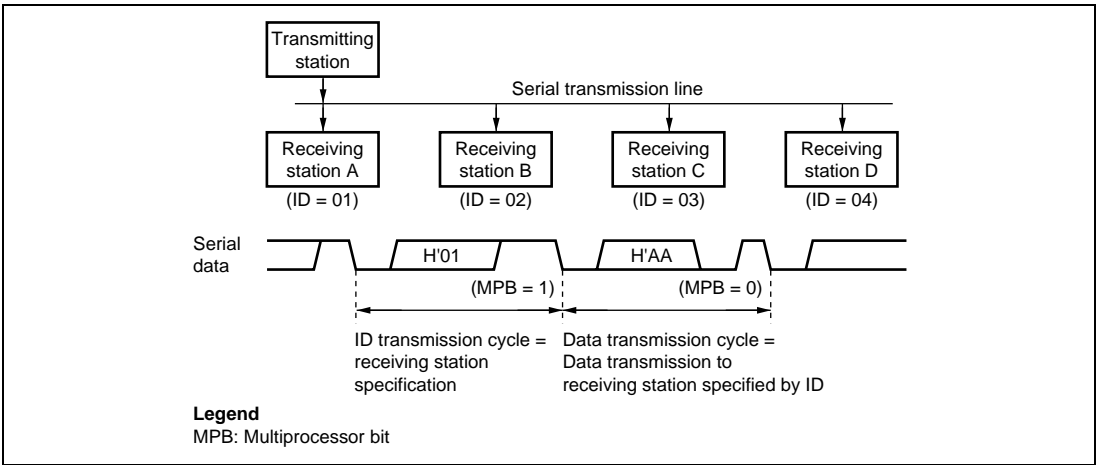 Transmitting
station
Serial transmission line
Receiving
station A
Receiving
station B
Receiving
station C
Receiving
station D
(ID = 01)
(ID = 02)
(ID = 03)
(ID = 04)
Serial
data
H'01
H'AA
(MPB = 1)
(MPB = 0)
ID transmission cycle =
receiving station
specification
Data transmission cycle =
Data transmission to
receiving station specified by ID
Legend
MPB: Multiprocessor bit